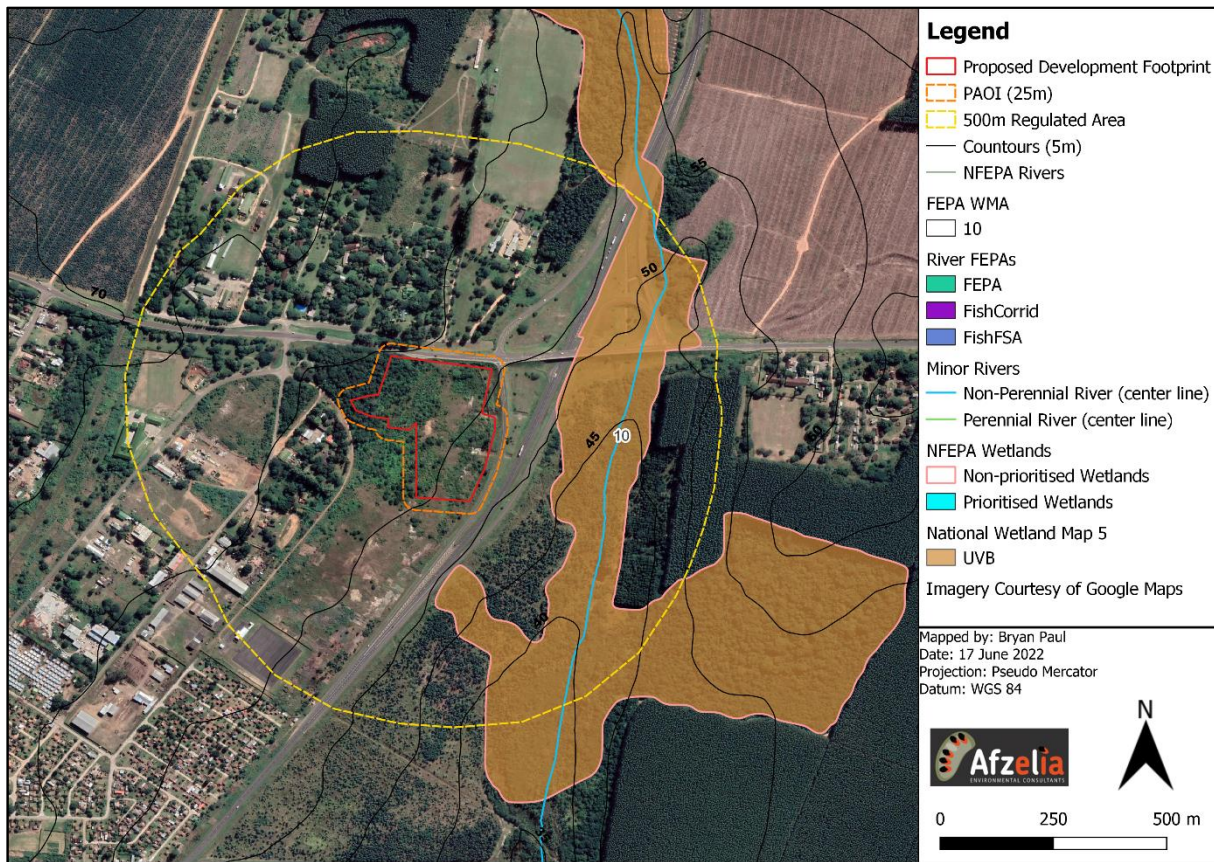 70
55
50
45
10
50
Legend
Proposed Development Footprint
PAOI (25m)
500m Regulated Area
Countours (5m)
NFEPA Rivers
FEPA WMA
10
River FEPAs
FEPA
FishCorrid
FishFSA
Minor Rivers
Non-Perennial River (center line)
Perennial River (center line)
NFEPA Wetlands
Non-prioritised Wetlands
Prioritised Wetlands
National Wetland Map 5
UVB
Imagery Courtesy of Google Maps
Mapped by: Bryan Paul
Date: 17 June 2022
Projection: Pseudo Mercator
Datum: WGS 84
Afzelia
ENVIRONMENTAL CONSULTANTS
N
0 250 500 m